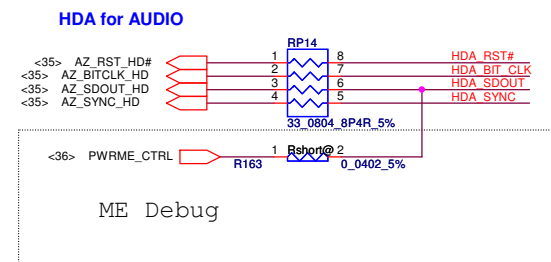 HDA for AUDIO
RP14
<35> AZ_RST_HD# 1 8 HDA_RST#
<35> AZ_BITCLK_HD 2 7 HDA_BIT_CLK
<35> AZ_SDOUT_HD 3 6 HDA_SDOUT
<35> AZ_SYNC_HD 4 5 HDA_SYNC
33_0804_8P4R_5%
<36> PWRME_CTRL 1 Rshort@ 2
R163 0_0402_5%
ME Debug